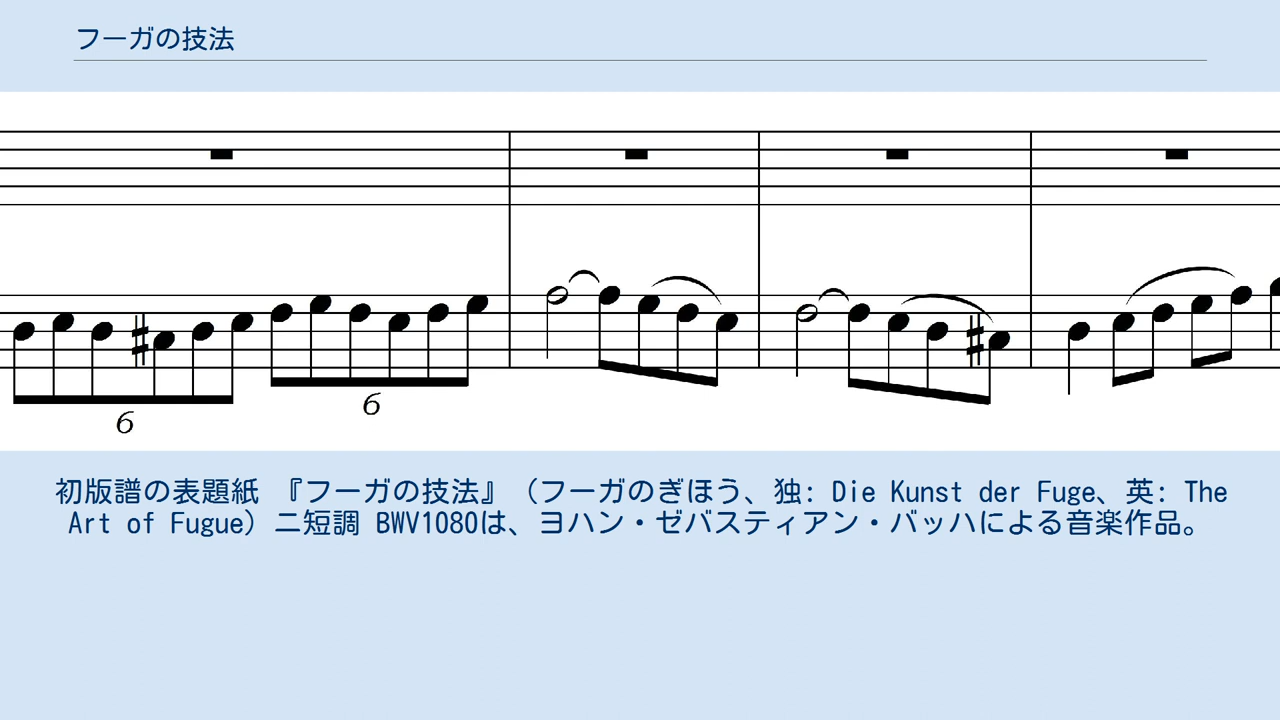 フーガの技法
6
6
初版譜の表題紙 『フーガの技法』（フーガのぎほう、独: Die Kunst der Fuge、英: The
Art of Fugue）ニ短調 BWV1080は、ヨハン・ゼバスティアン・バッハによる音楽作品。